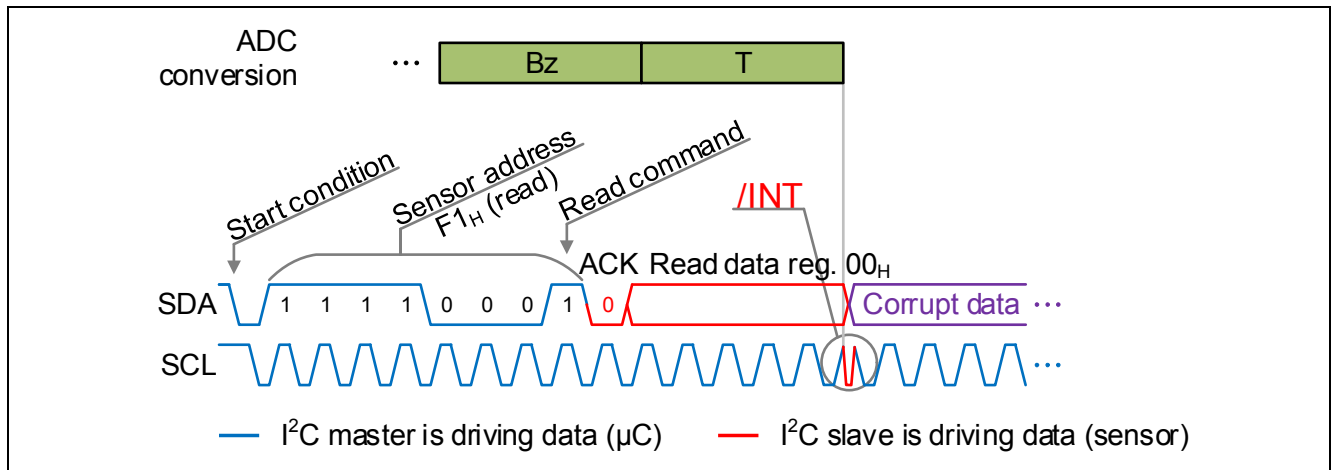 ADC
conversion
··· Bz T
Start condition
Sensor address
F1H (read)
Read command
/INT
ACK Read data reg. 00H
SDA 1 1 1 1 0 0 0 1 0 Corrupt data ···
SCL ···
I²C master is driving data (µC) I²C slave is driving data (sensor)